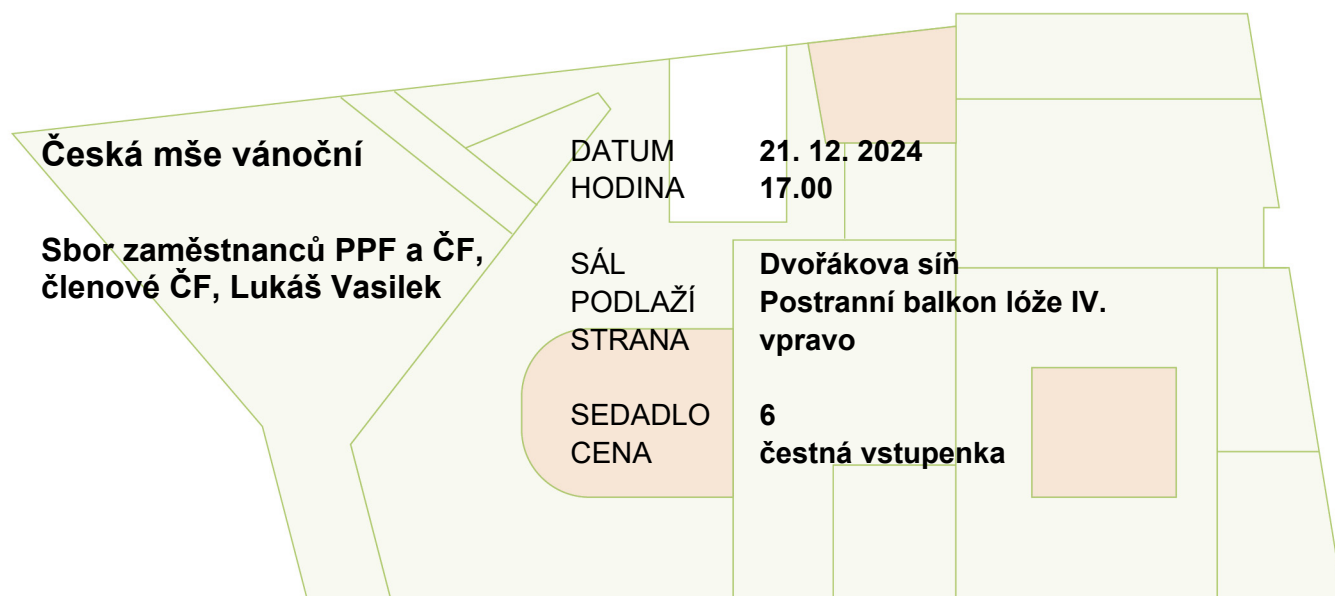 Česká mše vánoční
Sbor zaměstnanců PPF a ČF,
členové ČF, Lukáš Vasilek
DATUM 21. 12. 2024
HODINA 17.00
SÁL Dvořákova síň
PODLAŽÍ Postranní balkon lóže IV.
STRANA vpravo
SEDADLO 6
CENA čestná vstupenka